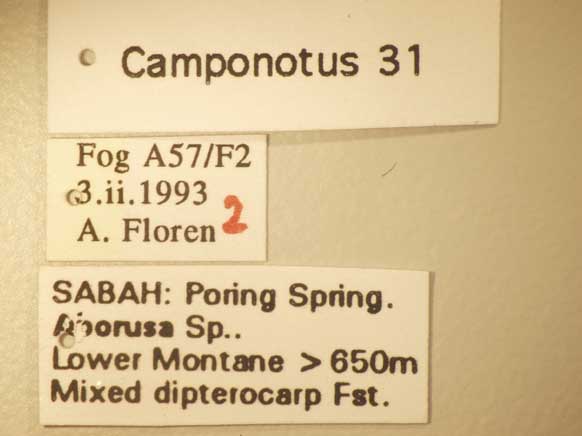 Camponotus 31
Fog A57/F2
3.ii.1993
A. Floren 2
SABAH: Poring Spring.
Aporusa Sp..
Lower Montane > 650m
Mixed dipterocarp Fst.